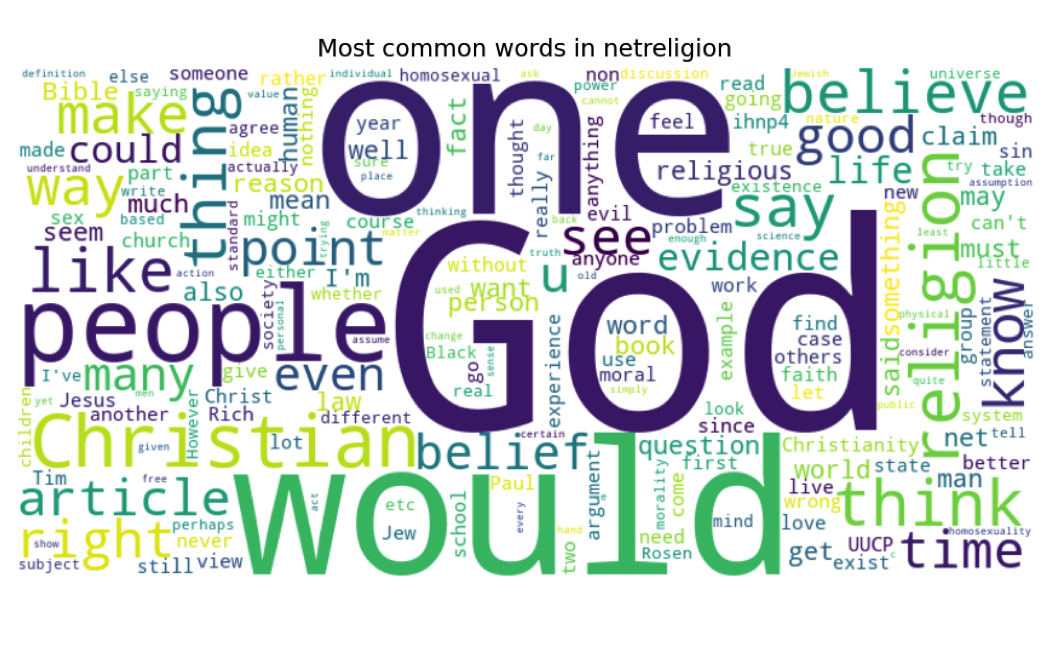 Most common words in netreligion
definition else someone rather individual homosexual ask non discussion read Jewish universe
Bible saying value human nothing one power cannot going believe
make thing agree year fact thought day feel ihnp4 nature good claim though
made could idea actually well sure place far anything true life sin
understand part reason religious existence new try take assumption
way write much mean might course thinking really evil say religion may
sex based standard seem church trying matter back see problem enough science something least can't
like point truth anyone evidence must
action either I'm without u old work little
also whether want person God physical
people society personal used word find group statement answer know
assume change Black go sense book example case said consider
I've many give even real experience use others quite
moral faith
Jesus Christ law simply let public
children yet men another However Rich different look since system
Christian given lot belief certain question Christianity net tell
Tim first world state man better
article free act Would etc school Paul every argument morality come live wrong think
right perhaps never Jew two hand need mind love UUCP time homosexuality
show subject still view Rosen get exist c